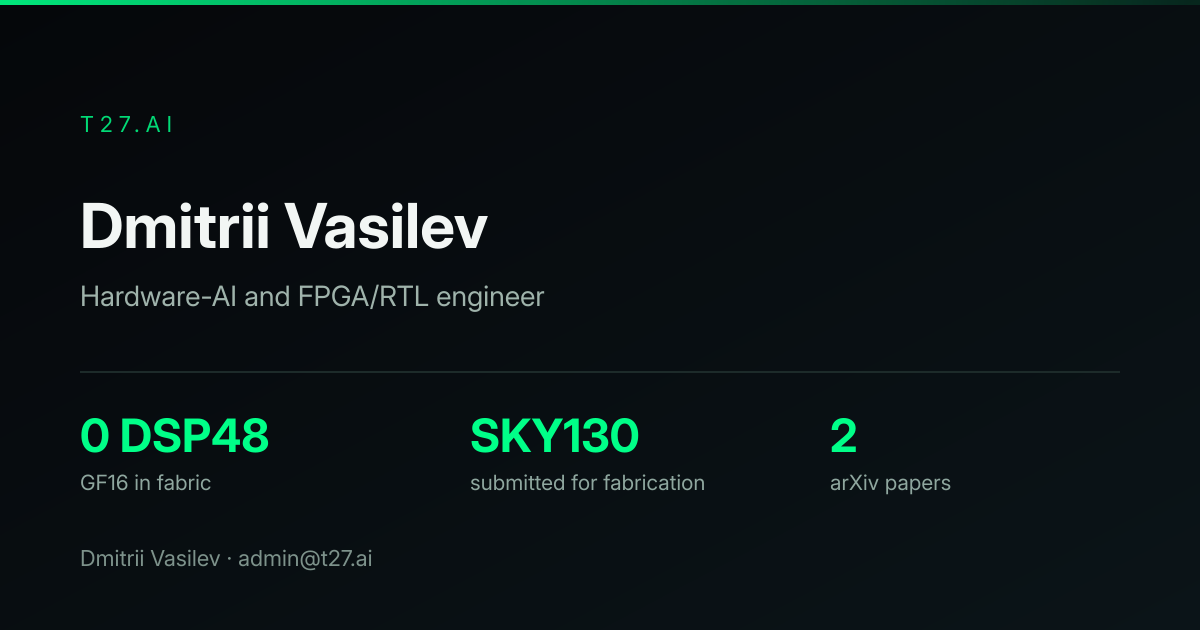 T27.AI
Dmitrii Vasilev
Hardware-AI and FPGA/RTL engineer
0 DSP48
GF16 in fabric
SKY130
submitted for fabrication
2
arXiv papers
Dmitrii Vasilev · admin@t27.ai